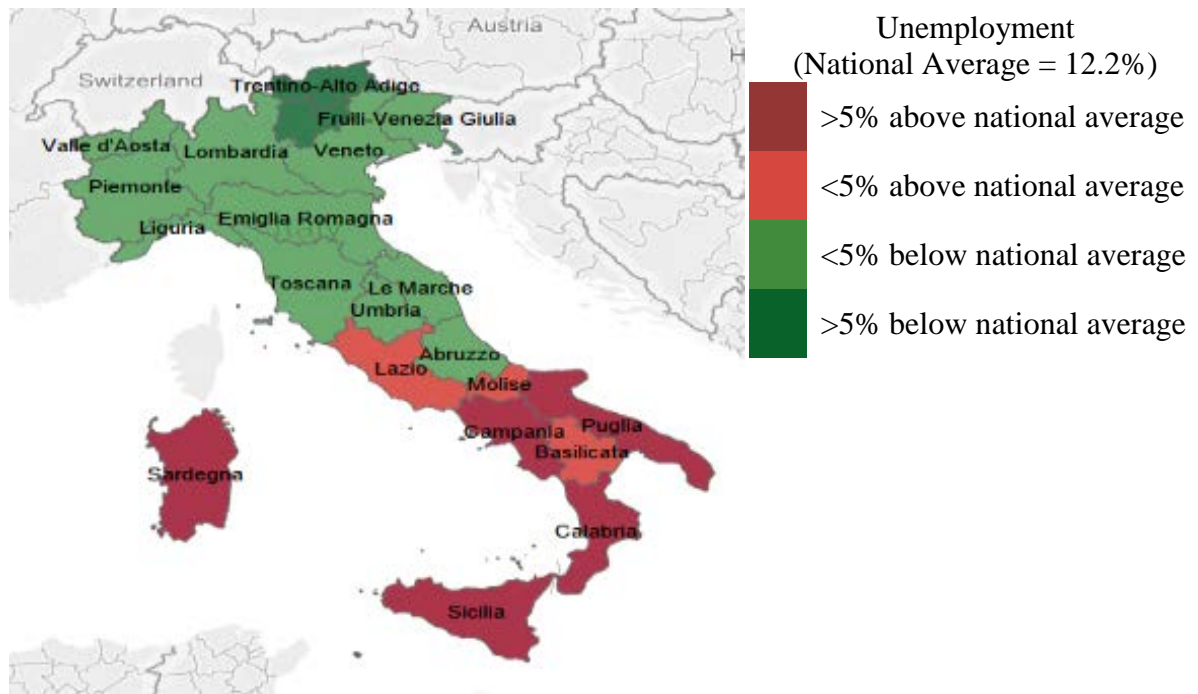 Austria
Unemployment
(National Average = 12.2%)
Switzerland
Trentino-Alto Adige
Fruili-Venezia Giulia
Valle d'Aosta
Lombardia
Veneto
Piemonte
Emiglia Romagna
Liguria
Toscana
Le Marche
Umbria
Abruzzo
Lazio
Molise
Campania
Puglia
Basilicata
Sardegna
Calabria
Sicilia
>5% above national average
<5% above national average
<5% below national average
>5% below national average